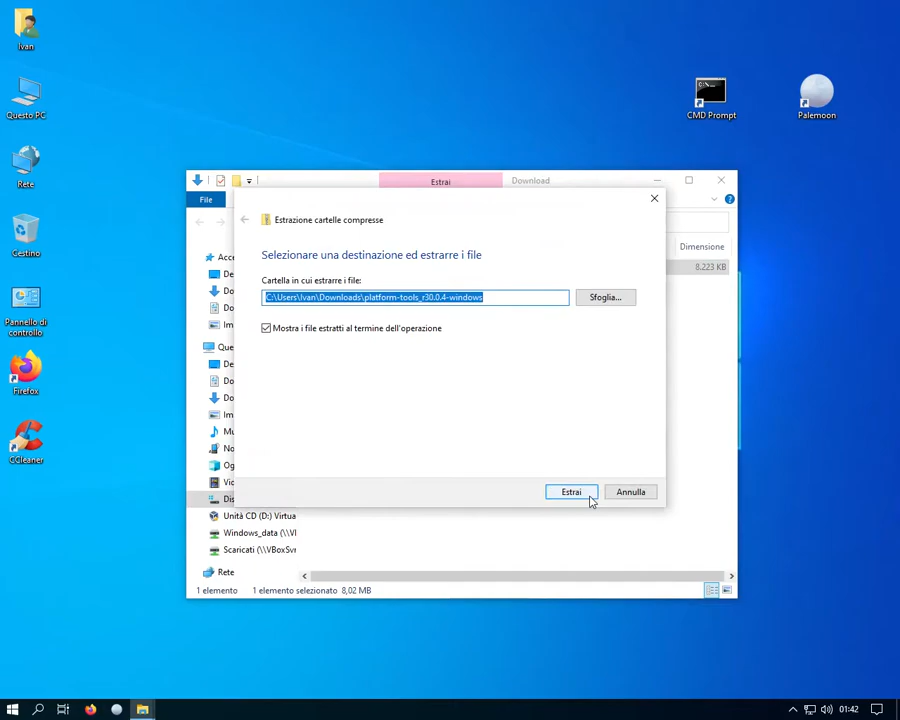 Ivan
Questo PC
Rete
Cestino
Pannello di
controllo
Firefox
CCleaner
C:\
CMD Prompt
Palemoon
Estrai
Download
File
Dimensione
8.223 KB
Estrazione cartelle compresse
Selezionare una destinazione ed estrarre i file
Cartella in cui estrarre i file:
C:\Users\Ivan\Downloads\platform-tools_r30.0.4-windows
Sfoglia...
Mostra i file estratti al termine dell'operazione
Estrai
Annulla
Acce
De
Do
Do
Im
Que
De
Do
Do
Im
Mu
No
Og
Vid
Dis
Unità CD (D:) Virtua
Windows_data (\\VI
Scaricati (\\VBoxSvr
Rete
1 elemento
1 elemento selezionato 8,02 MB
01:42